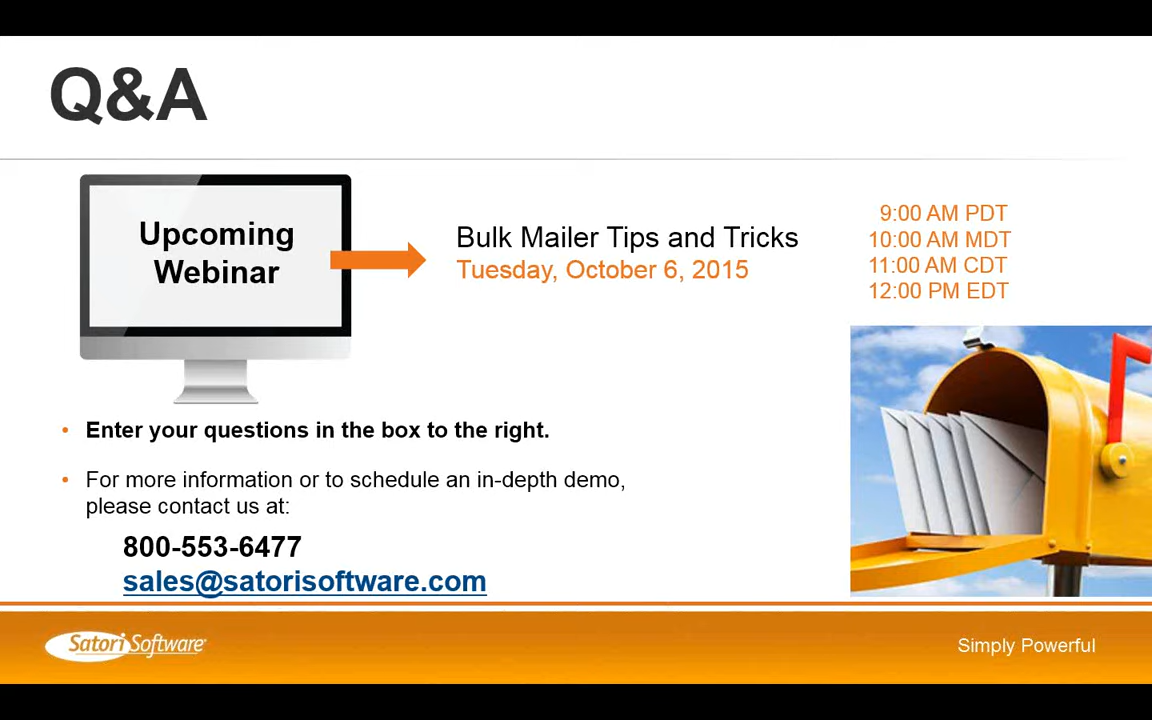 Q&A
Upcoming
Webinar
Bulk Mailer Tips and Tricks
Tuesday, October 6, 2015
9:00 AM PDT
10:00 AM MDT
11:00 AM CDT
12:00 PM EDT
• Enter your questions in the box to the right.
• For more information or to schedule an in-depth demo,
please contact us at:
800-553-6477
sales@satorisoftware.com
Satori Software®
Simply Powerful